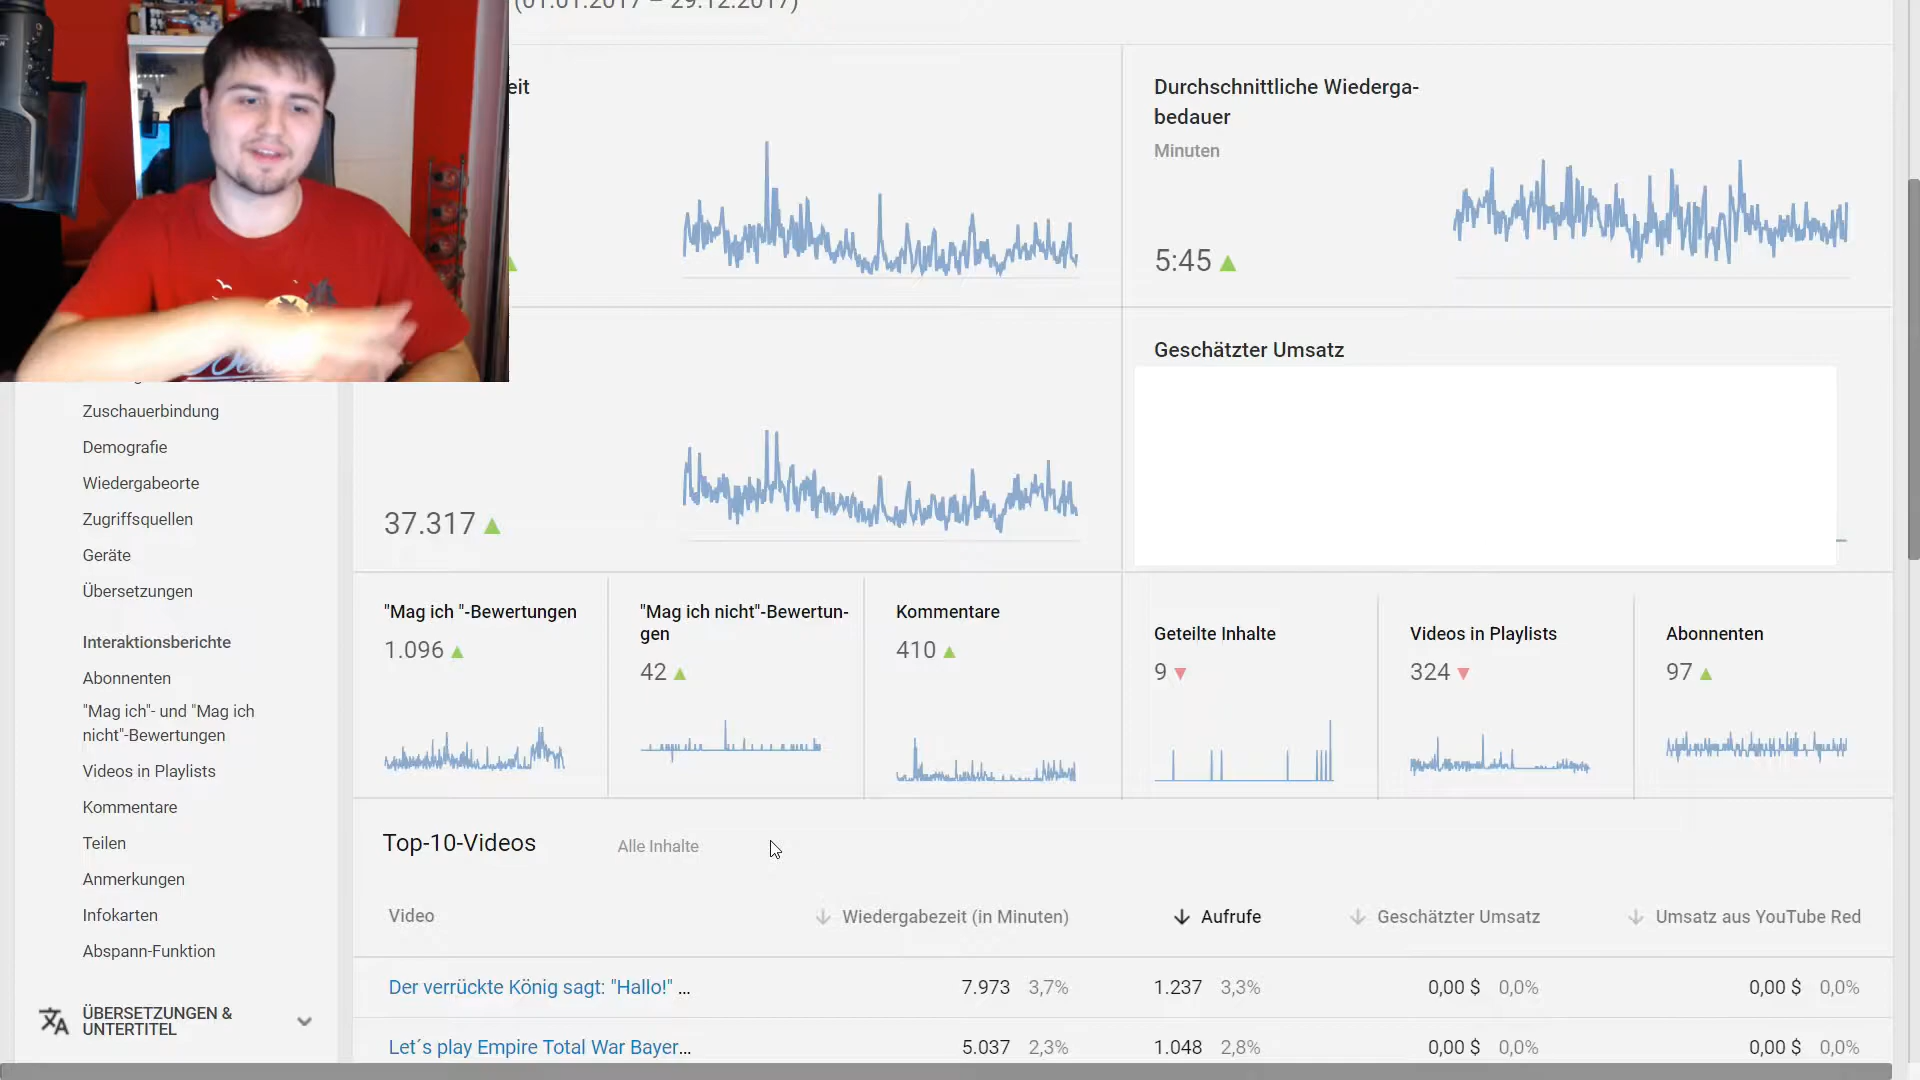 (01.01.2017 – 29.12.2017)
eit
Durchschnittliche Wiederga-
bedauer
Minuten
5:45
Geschätzter Umsatz
37.317
Zuschauerbindung
Demografie
Wiedergabeorte
Zugriffsquellen
Geräte
Übersetzungen
Interaktionsberichte
Abonnenten
"Mag ich"- und "Mag ich
nicht"-Bewertungen
Videos in Playlists
Kommentare
Teilen
Anmerkungen
Infokarten
Abspann-Funktion
ÜBERSETZUNGEN &
UNTERTITEL
"Mag ich "-Bewertungen
1.096
"Mag ich nicht"-Bewertun-
gen
42
Kommentare
410
Geteilte Inhalte
9
Videos in Playlists
324
Abonnenten
97
Top-10-Videos Alle Inhalte
Video Wiedergabezeit (in Minuten) Aufrufe Geschätzter Umsatz Umsatz aus YouTube Red
Der verrückte König sagt: "Hallo!" ... 7.973 3,7% 1.237 3,3% 0,00 $ 0,0% 0,00 $ 0,0%
Let´s play Empire Total War Bayer... 5.037 2,3% 1.048 2,8% 0,00 $ 0,0% 0,00 $ 0,0%